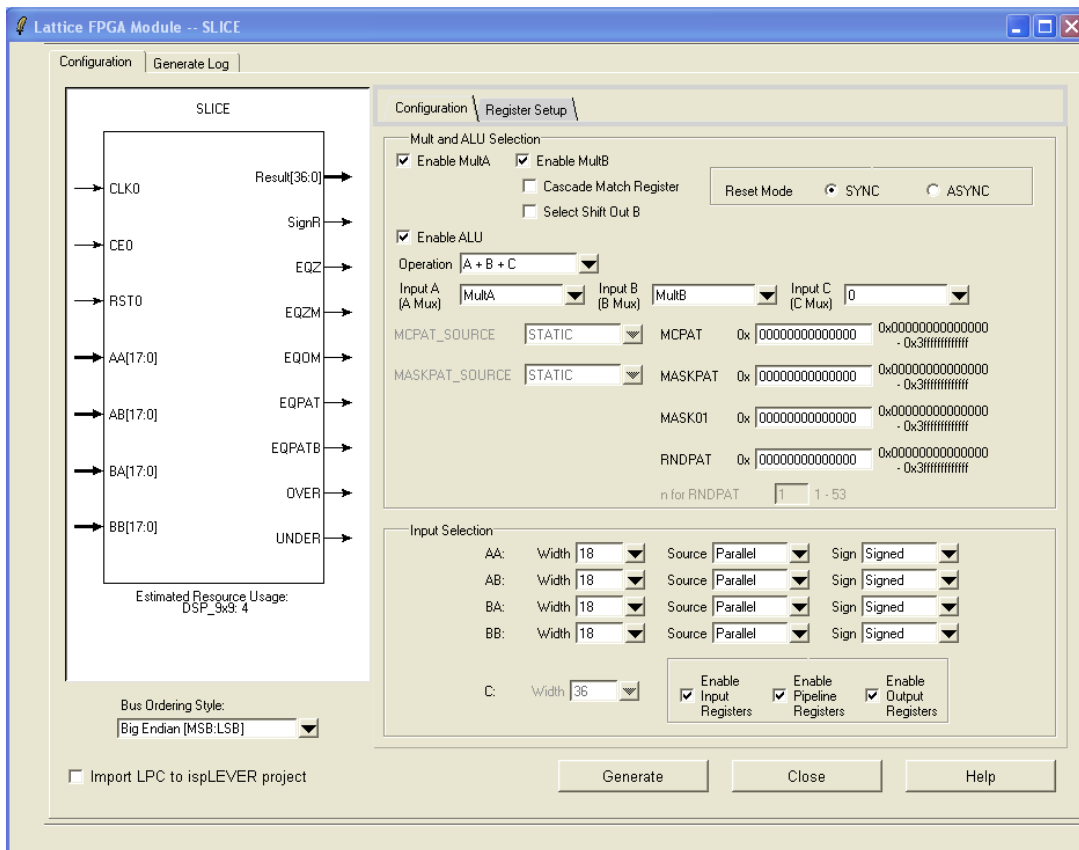 Lattice FPGA Module -- SLICE
Configuration
Generate Log
SLICE
CLK0
CE0
RST0
AA[17:0]
AB[17:0]
BA[17:0]
BB[17:0]
Result[36:0]
SignR
EQZ
EQZM
EQOM
EQPAT
EQPATB
OVER
UNDER
Estimated Resource Usage:
DSP_9x9: 4
Bus Ordering Style:
Big Endian [MSB:LSB]
Import LPC to ispLEVER project
Configuration
Register Setup
Mult and ALU Selection
Enable MultA
Enable MultB
Cascade Match Register
Select Shift Out B
Reset Mode SYNC ASYNC
Enable ALU
Operation A + B + C
Input A
(A Mux)
MultA
Input B
(B Mux)
MultB
Input C
(C Mux)
0
MCPAT_SOURCE STATIC MCPAT 0x 00000000000000 0x00000000000000
- 0x3fffffffffffff
MASKPAT_SOURCE STATIC MASKPAT 0x 00000000000000 0x00000000000000
- 0x3fffffffffffff
MASK01 0x 00000000000000 0x00000000000000
- 0x3fffffffffffff
RNDPAT 0x 00000000000000 0x00000000000000
- 0x3fffffffffffff
n for RNDPAT 1 1 - 53
Input Selection
AA: Width 18 Source Parallel Sign Signed
AB: Width 18 Source Parallel Sign Signed
BA: Width 18 Source Parallel Sign Signed
BB: Width 18 Source Parallel Sign Signed
C: Width 36
Enable
Input
Registers
Enable
Pipeline
Registers
Enable
Output
Registers
Generate
Close
Help